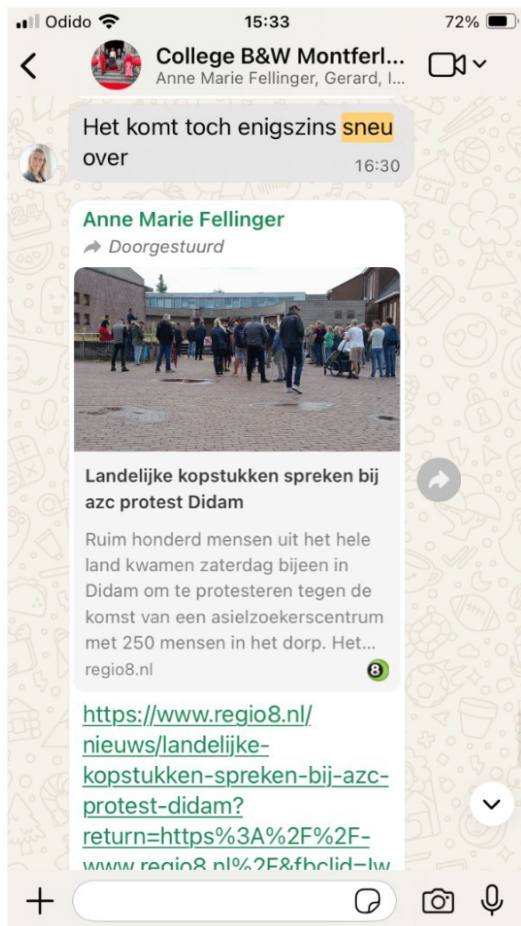 Odido 15:33 72%
College B&W Montferl...
Anne Marie Fellinger, Gerard, I...
Het komt toch enigszins sneu
over
16:30
Anne Marie Fellinger
Doorgestuurd
Landelijke kopstukken spreken bij
azc protest Didam
Ruim honderd mensen uit het hele
land kwamen zaterdag bijeen in
Didam om te protesteren tegen de
komst van een asielzoekerscentrum
met 250 mensen in het dorp. Het...
regio8.nl
8
https://www.regio8.nl/
nieuws/landelijke-
kopstukken-spreken-bij-azc-
protest-didam?
return=https%3A%2F%2F-
www.regio8.nl%2F&fbclid=Iw